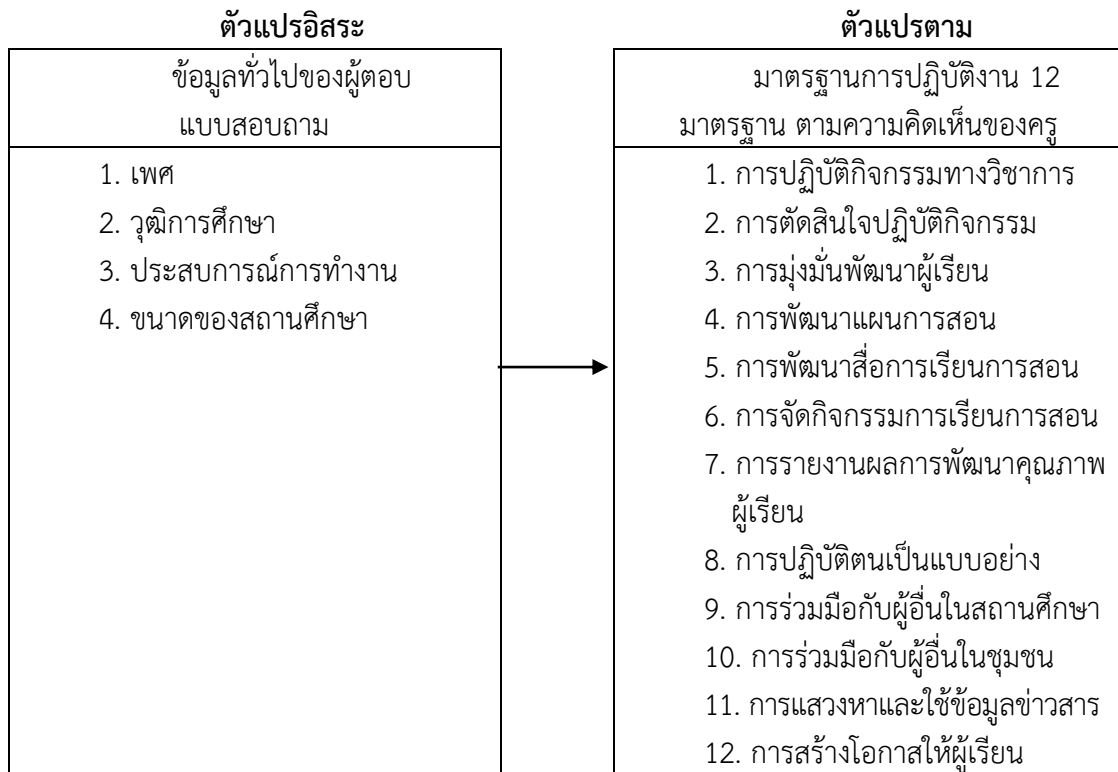 ตัวแปรอิสระ
ข้อมูลทั่วไปของผู้ตอบ
แบบสอบถาม
1. เพศ
2. วุฒิการศึกษา
3. ประสบการณ์การทำงาน
4. ขนาดของสถานศึกษา
ตัวแปรตาม
มาตรฐานการปฏิบัติงาน 12
มาตรฐาน ตามความคิดเห็นของครู
1. การปฏิบัติกิจกรรมทางวิชาการ
2. การตัดสินใจปฏิบัติกิจกรรม
3. การมุ่งมั่นพัฒนาผู้เรียน
4. การพัฒนาแผนการสอน
5. การพัฒนาสื่อการเรียนการสอน
6. การจัดกิจกรรมการเรียนการสอน
7. การรายงานผลการพัฒนาคุณภาพ
ผู้เรียน
8. การปฏิบัติตนเป็นแบบอย่าง
9. การร่วมมือกับผู้อื่นในสถานศึกษา
10. การร่วมมือกับผู้อื่นในชุมชน
11. การแสวงหาและใช้ข้อมูลข่าวสาร
12. การสร้างโอกาสให้ผู้เรียน